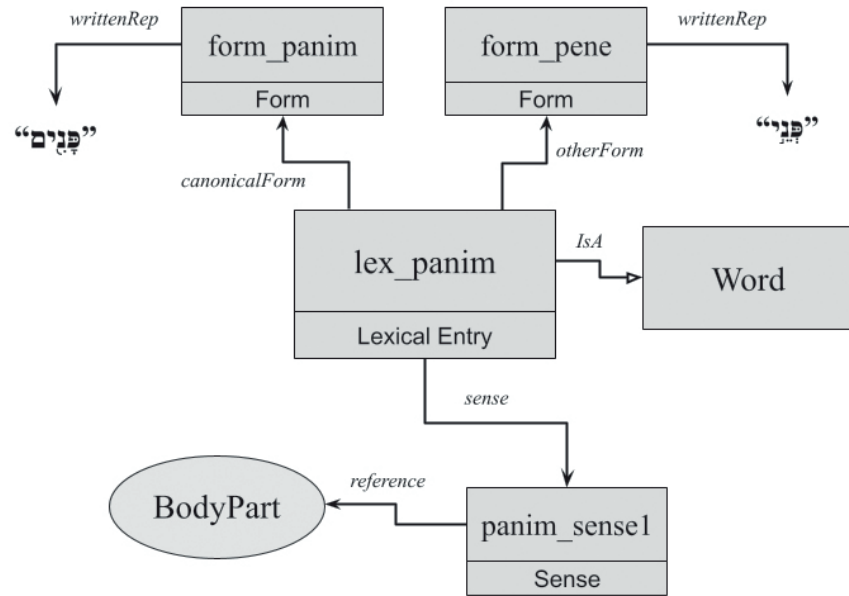 writtenRep
form_panim
Form
form_pene
Form
writtenRep
“פָּנִ֖ים”
“פְּנֵ֣י”
canonicalForm
otherForm
lex_panim
Lexical Entry
IsA
Word
sense
BodyPart
reference
panim_sense1
Sense